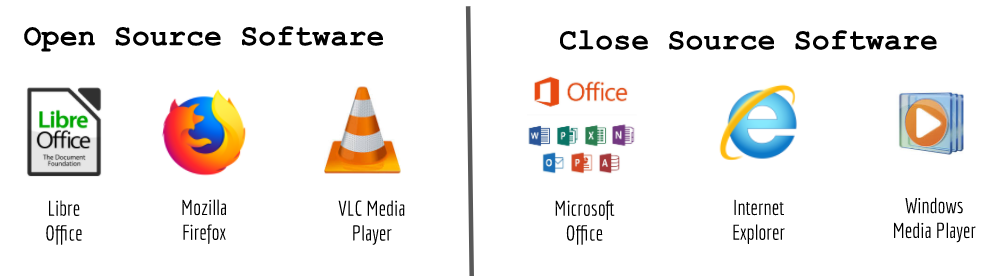 Open Source Software
Close Source Software
Libre
Office
The Document
Foundation
Office
W P X N
O P A
Libre
Office
Mozilla
Firefox
VLC Media
Player
Microsoft
Office
Internet
Explorer
Windows
Media Player